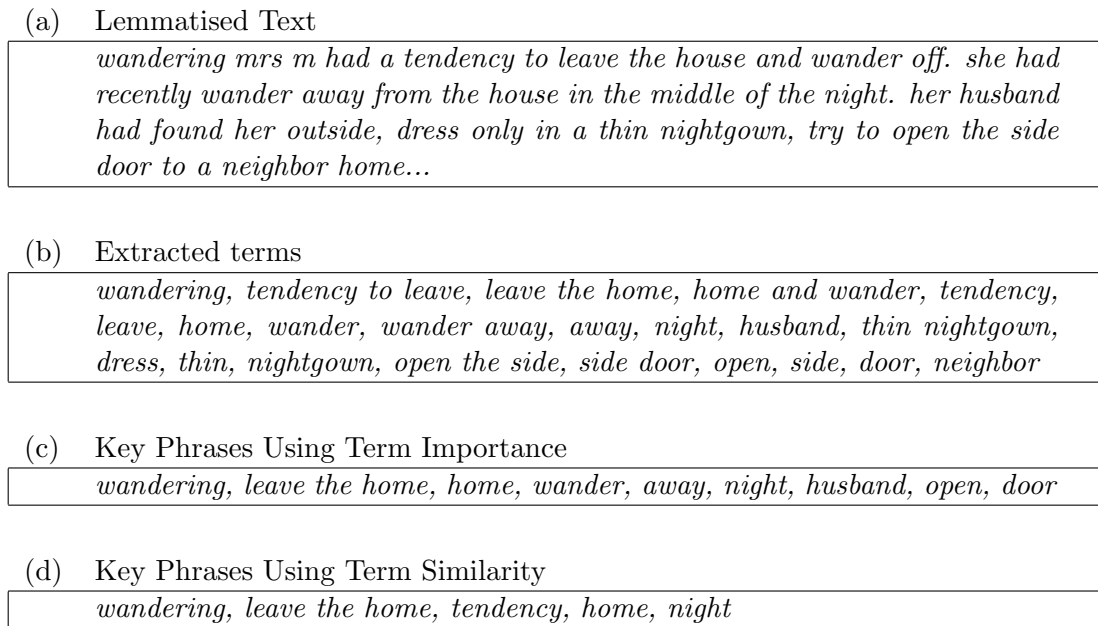 (a) Lemmatised Text
wandering mrs m had a tendency to leave the house and wander off. she had
recently wander away from the house in the middle of the night. her husband
had found her outside, dress only in a thin nightgown, try to open the side
door to a neighbor home...
(b) Extracted terms
wandering, tendency to leave, leave the home, home and wander, tendency,
leave, home, wander, wander away, away, night, husband, thin nightgown,
dress, thin, nightgown, open the side, side door, open, side, door, neighbor
(c) Key Phrases Using Term Importance
wandering, leave the home, home, wander, away, night, husband, open, door
(d) Key Phrases Using Term Similarity
wandering, leave the home, tendency, home, night